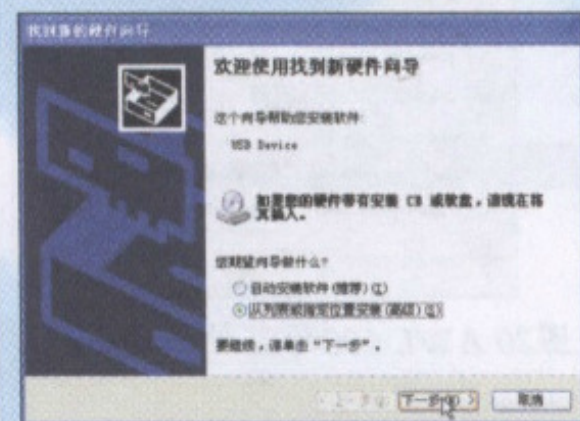 找到新的硬件向导
欢迎使用找到新硬件向导
这个向导帮助您安装软件:
USB Device
如果您的硬件带有安装 CD 或软盘，请现在将
其插入。
您期望向导做什么?
自动安装软件(推荐)(I)
从列表或指定位置安装(高级)(S)
要继续，请单击“下一步”。
< 上一步(B)
下一步(N) >
取消